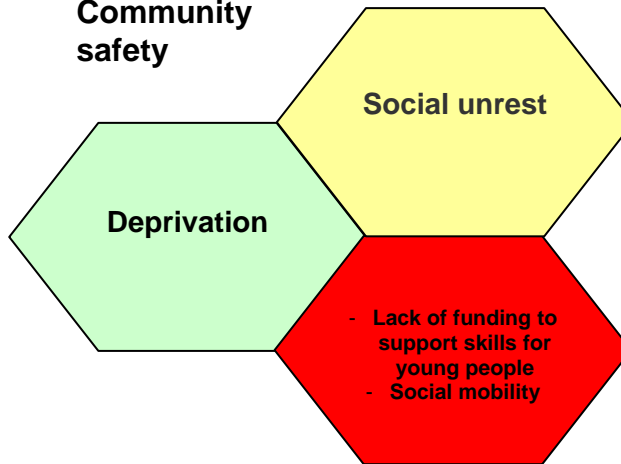 Community
safety
Social unrest
Deprivation
- Lack of funding to
support skills for
young people
- Social mobility